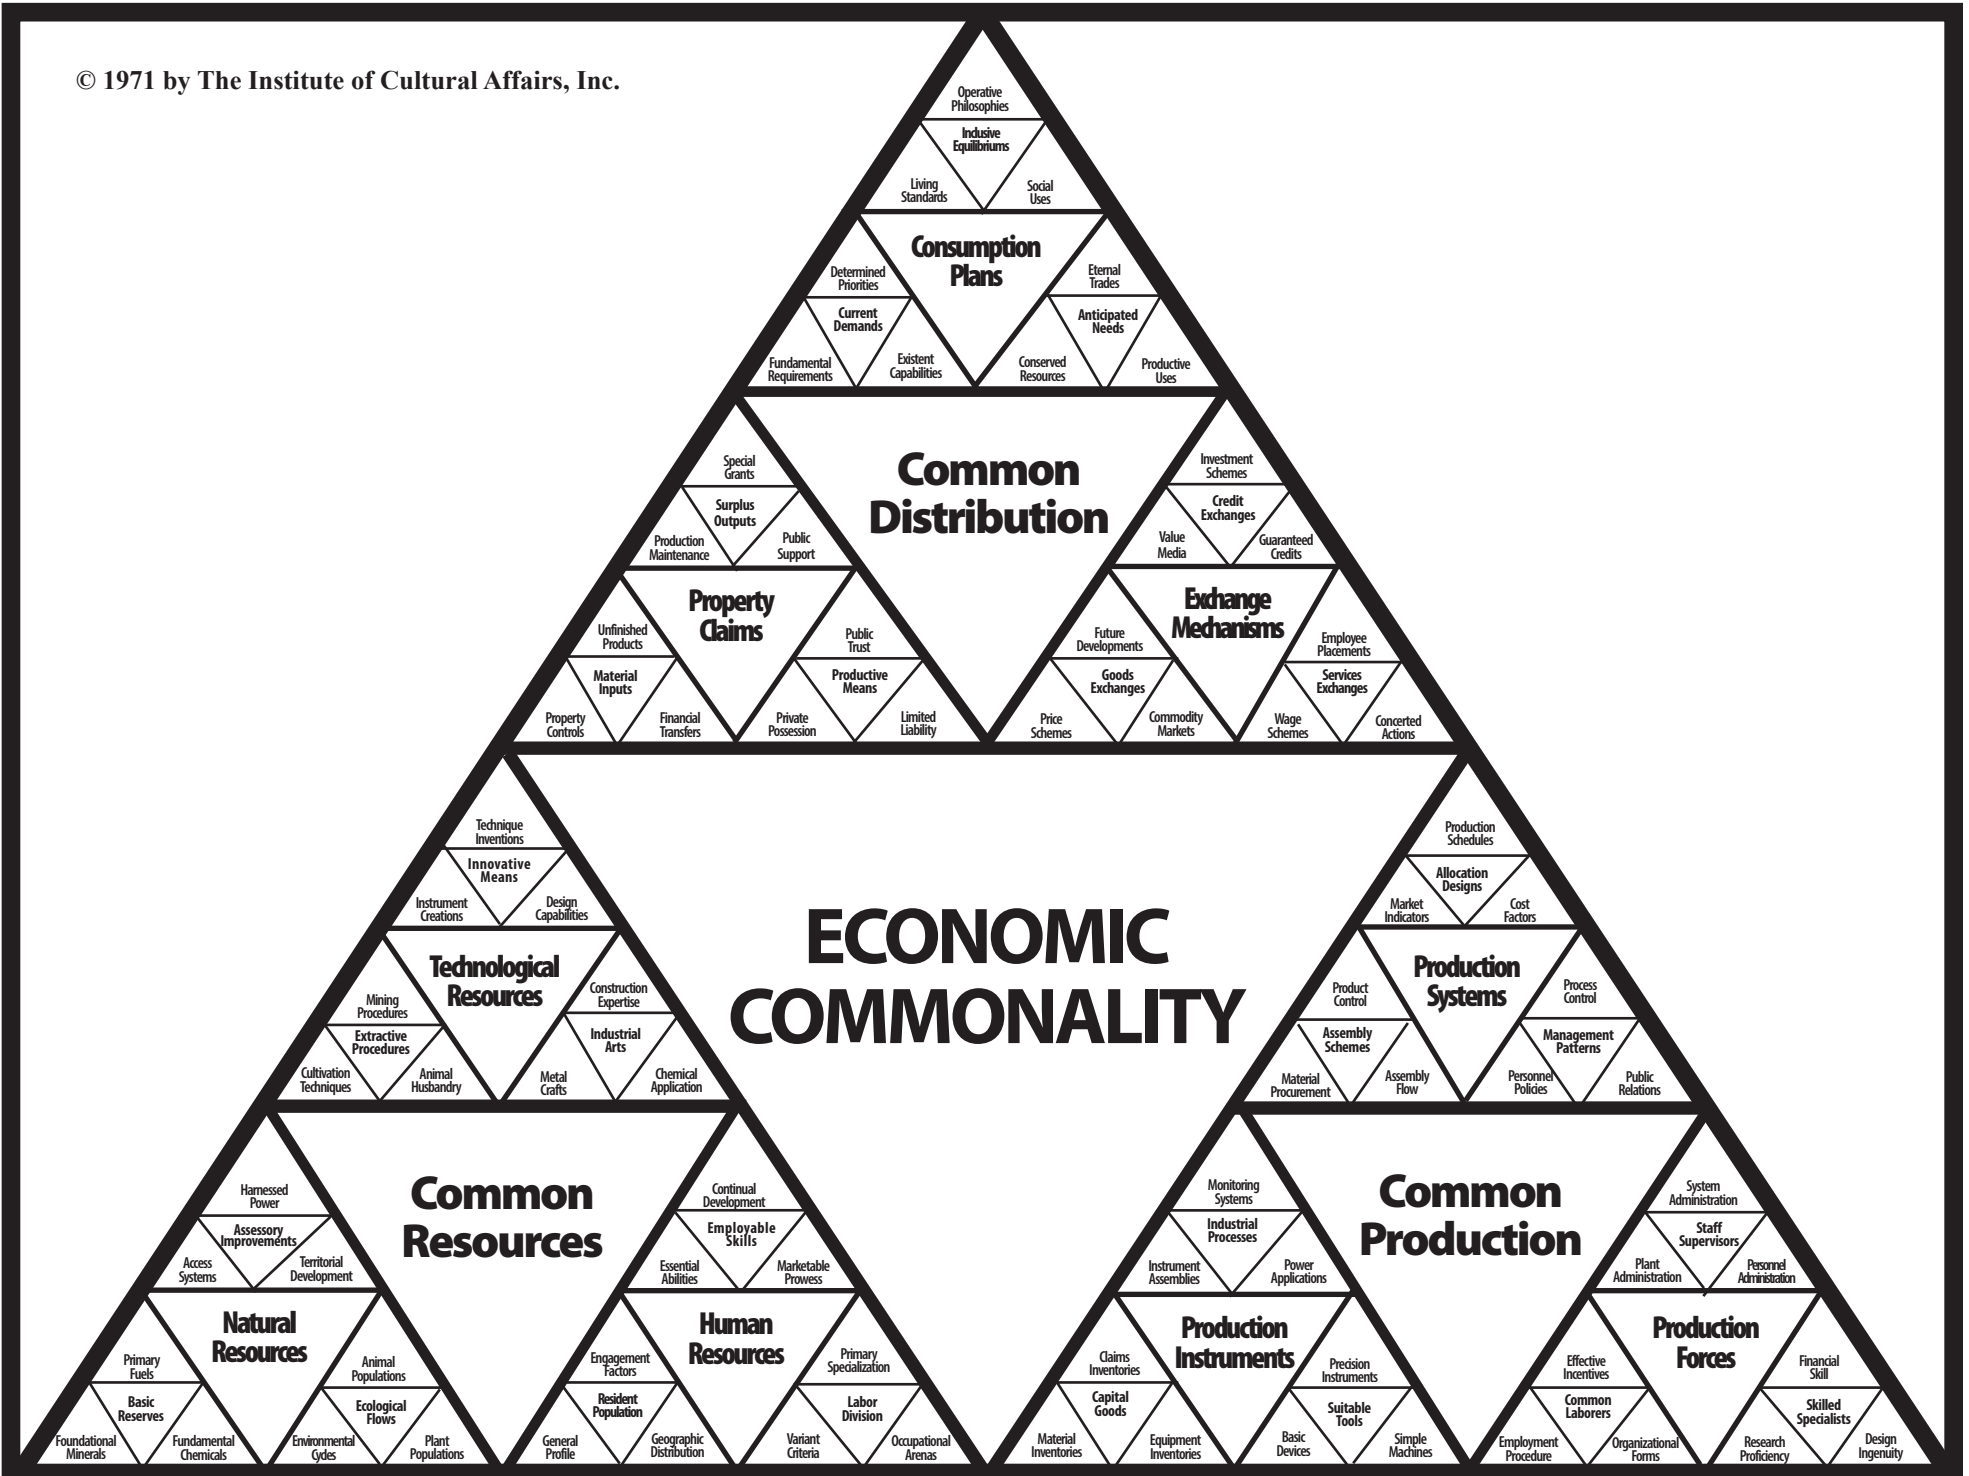 © 1971 by The Institute of Cultural Affairs, Inc.
Operative
Philosophies
Indusive
Equilibriums
Living
Standards
Social
Uses
Consumption
Plans
Determined
Priorities
Current
Demands
Fundamental
Requirements
Existent
Capabilities
Eternal
Trades
Anticipated
Needs
Conserved
Resources
Productive
Uses
Common
Distribution
Special
Grants
Surplus
Outputs
Production
Maintenance
Public
Support
Property
Claims
Unfinished
Products
Material
Inputs
Property
Controls
Financial
Transfers
Public
Trust
Productive
Means
Private
Possession
Limited
Liability
Investment
Schemes
Credit
Exchanges
Value
Media
Guaranteed
Credits
Exchange
Mechanisms
Future
Developments
Goods
Exchanges
Price
Schemes
Commodity
Markets
Employee
Placements
Services
Exchanges
Wage
Schemes
Concerted
Actions
ECONOMIC
COMMONALITY
Technique
Inventions
Innovative
Means
Instrument
Creations
Design
Capabilities
Technological
Resources
Mining
Procedures
Extractive
Procedures
Cultivation
Techniques
Animal
Husbandry
Construction
Expertise
Industrial
Arts
Metal
Crafts
Chemical
Application
Common
Resources
Harnessed
Power
Assessory
Improvements
Access
Systems
Territorial
Development
Natural
Resources
Primary
Fuels
Basic
Reserves
Foundational
Minerals
Fundamental
Chemicals
Animal
Populations
Ecological
Flows
Environmental
Cycles
Plant
Populations
Continual
Development
Employable
Skills
Essential
Abilities
Marketable
Prowess
Human
Resources
Engagement
Factors
Resident
Population
General
Profile
Geographic
Distribution
Primary
Specialization
Labor
Division
Variant
Criteria
Occupational
Arenas
Production
Schedules
Allocation
Designs
Market
Indicators
Cost
Factors
Production
Systems
Product
Control
Assembly
Schemes
Material
Procurement
Assembly
Flow
Process
Control
Management
Patterns
Personnel
Policies
Public
Relations
Common
Production
Monitoring
Systems
Industrial
Processes
Instrument
Assemblies
Power
Applications
Production
Instruments
Claims
Inventories
Capital
Goods
Material
Inventories
Equipment
Inventories
Precision
Instruments
Suitable
Tools
Basic
Devices
Simple
Machines
System
Administration
Staff
Supervisors
Plant
Administration
Personnel
Administration
Production
Forces
Effective
Incentives
Common
Laborers
Employment
Procedure
Organizational
Forms
Financial
Skill
Skilled
Specialists
Research
Proficiency
Design
Ingenuity